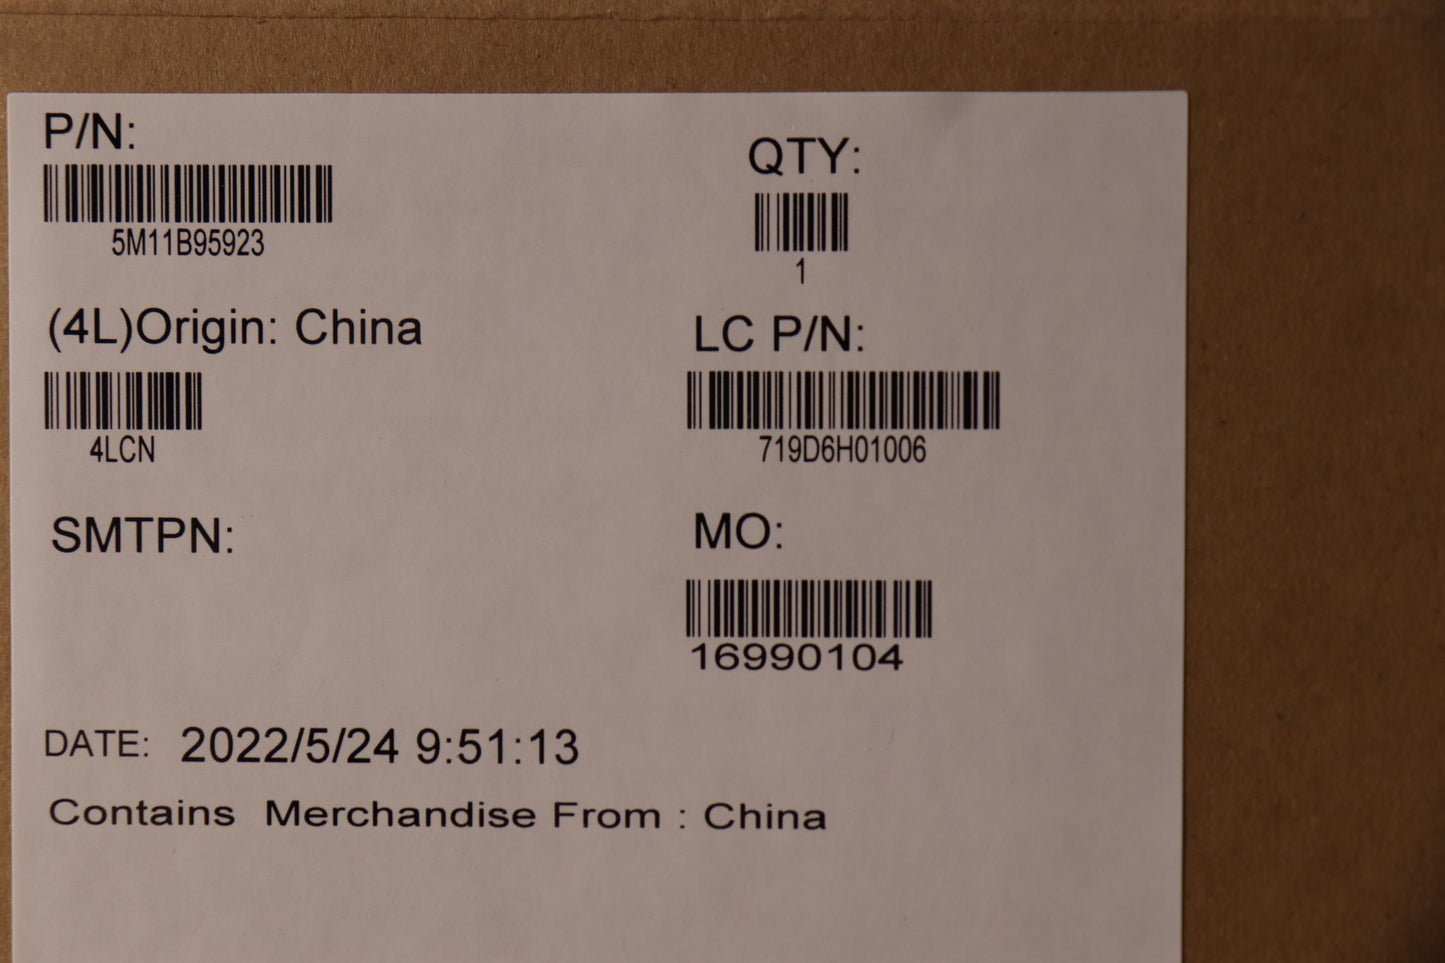 P/N:
5M11B95923
QTY:
1
(4L)Origin: China
4LCN
LC P/N:
719D6H01006
SMTPN:
MO:
16990104
DATE: 2022/5/24 9:51:13
Contains Merchandise From : China